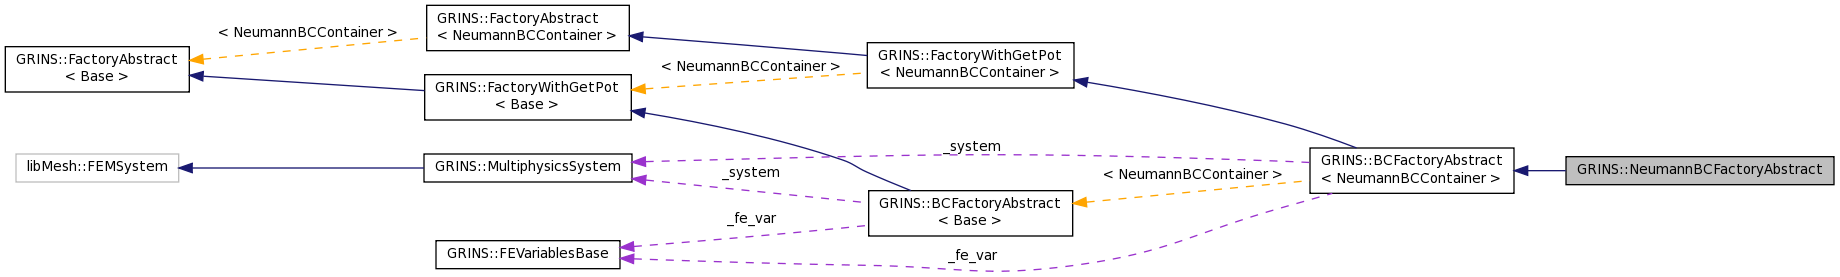 GRINS::FactoryAbstract
< Base >
GRINS::FactoryAbstract
< NeumannBCContainer >
< NeumannBCContainer >
GRINS::FactoryWithGetPot
< Base >
< NeumannBCContainer >
GRINS::FactoryWithGetPot
< NeumannBCContainer >
libMesh::FEMSystem
GRINS::MultiphysicsSystem
_system
_system
GRINS::BCFactoryAbstract
< Base >
< NeumannBCContainer >
GRINS::BCFactoryAbstract
< NeumannBCContainer >
GRINS::NeumannBCFactoryAbstract
GRINS::FEVariablesBase
_fe_var
_fe_var